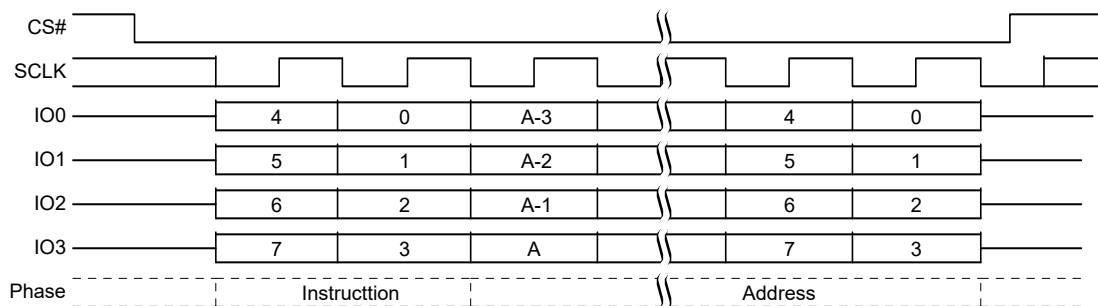 CS#
SCLK
IO0 4 0 A-3 4 0
IO1 5 1 A-2 5 1
IO2 6 2 A-1 6 2
IO3 7 3 A 7 3
Phase Instructtion Address